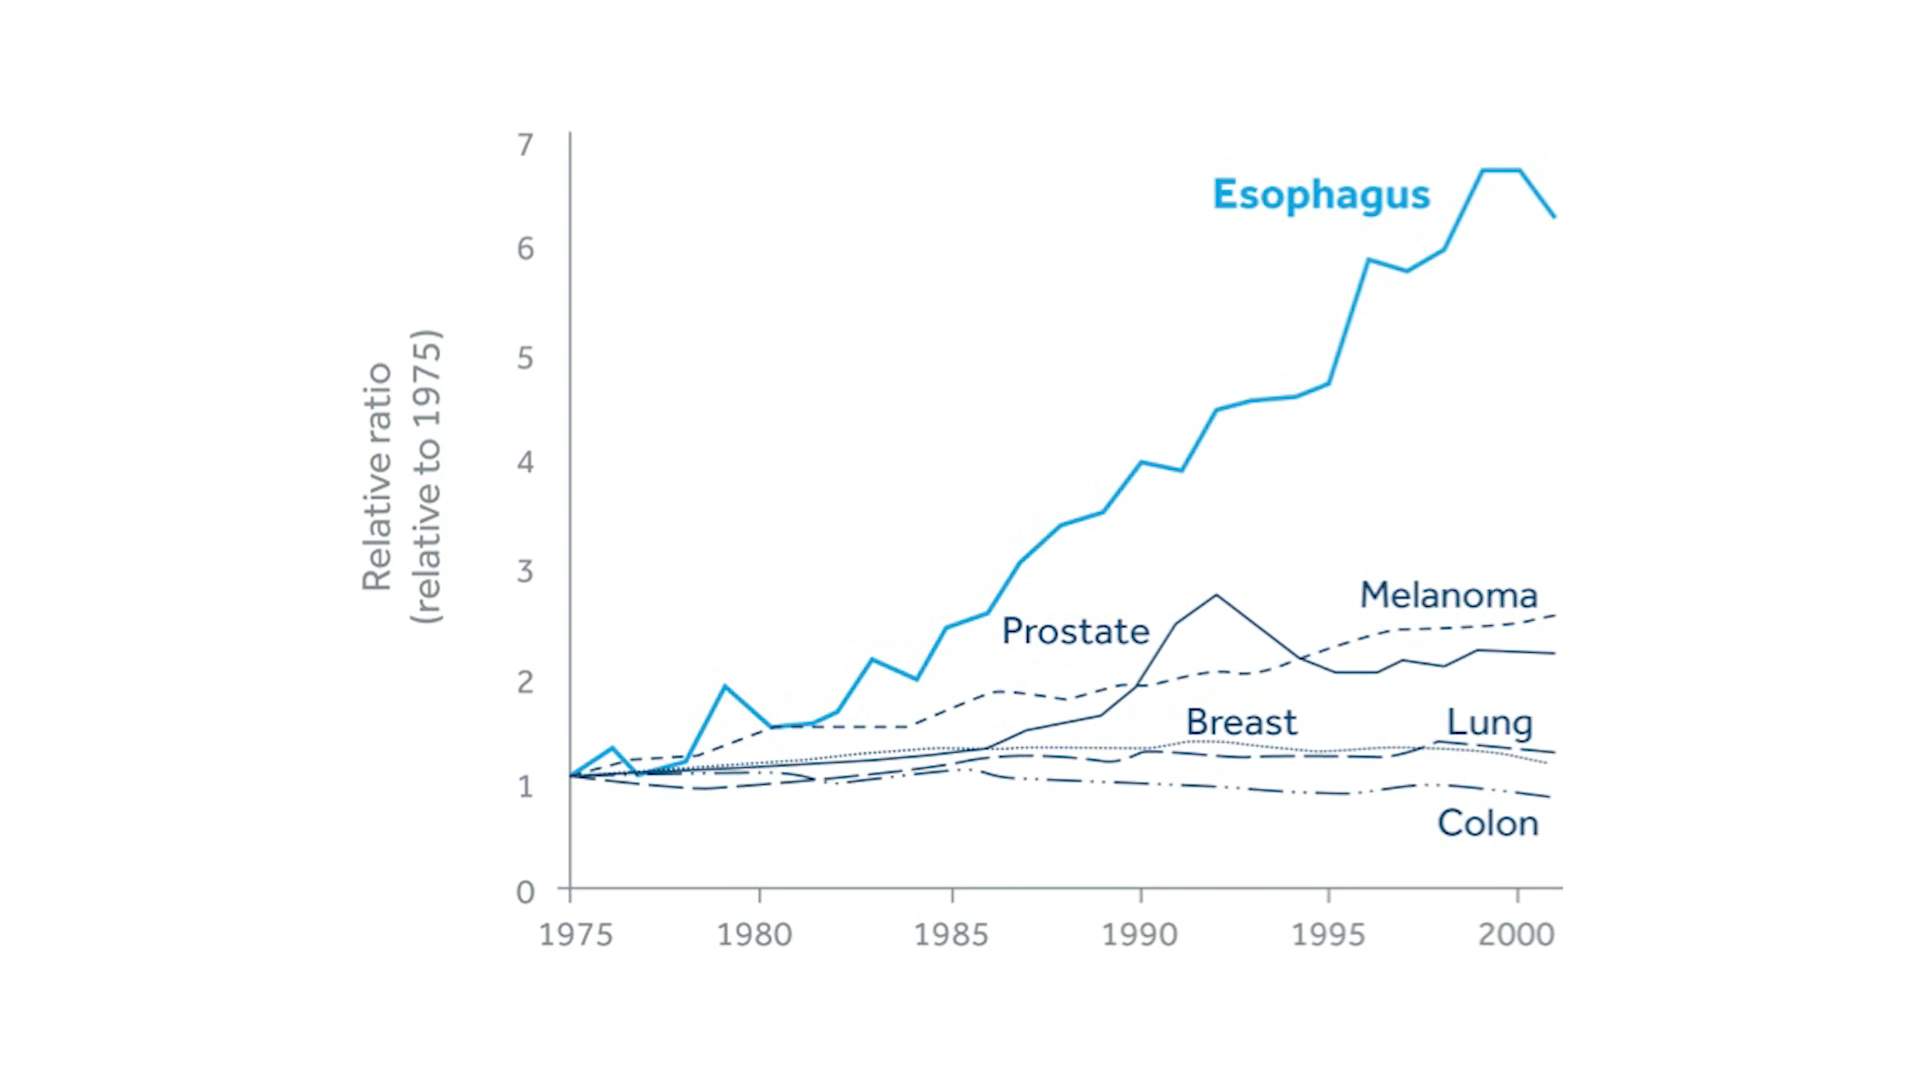 Relative ratio
(relative to 1975)
7
6
5
4
3
2
1
0
Esophagus
Melanoma
Prostate
Breast
Lung
Colon
1975
1980
1985
1990
1995
2000